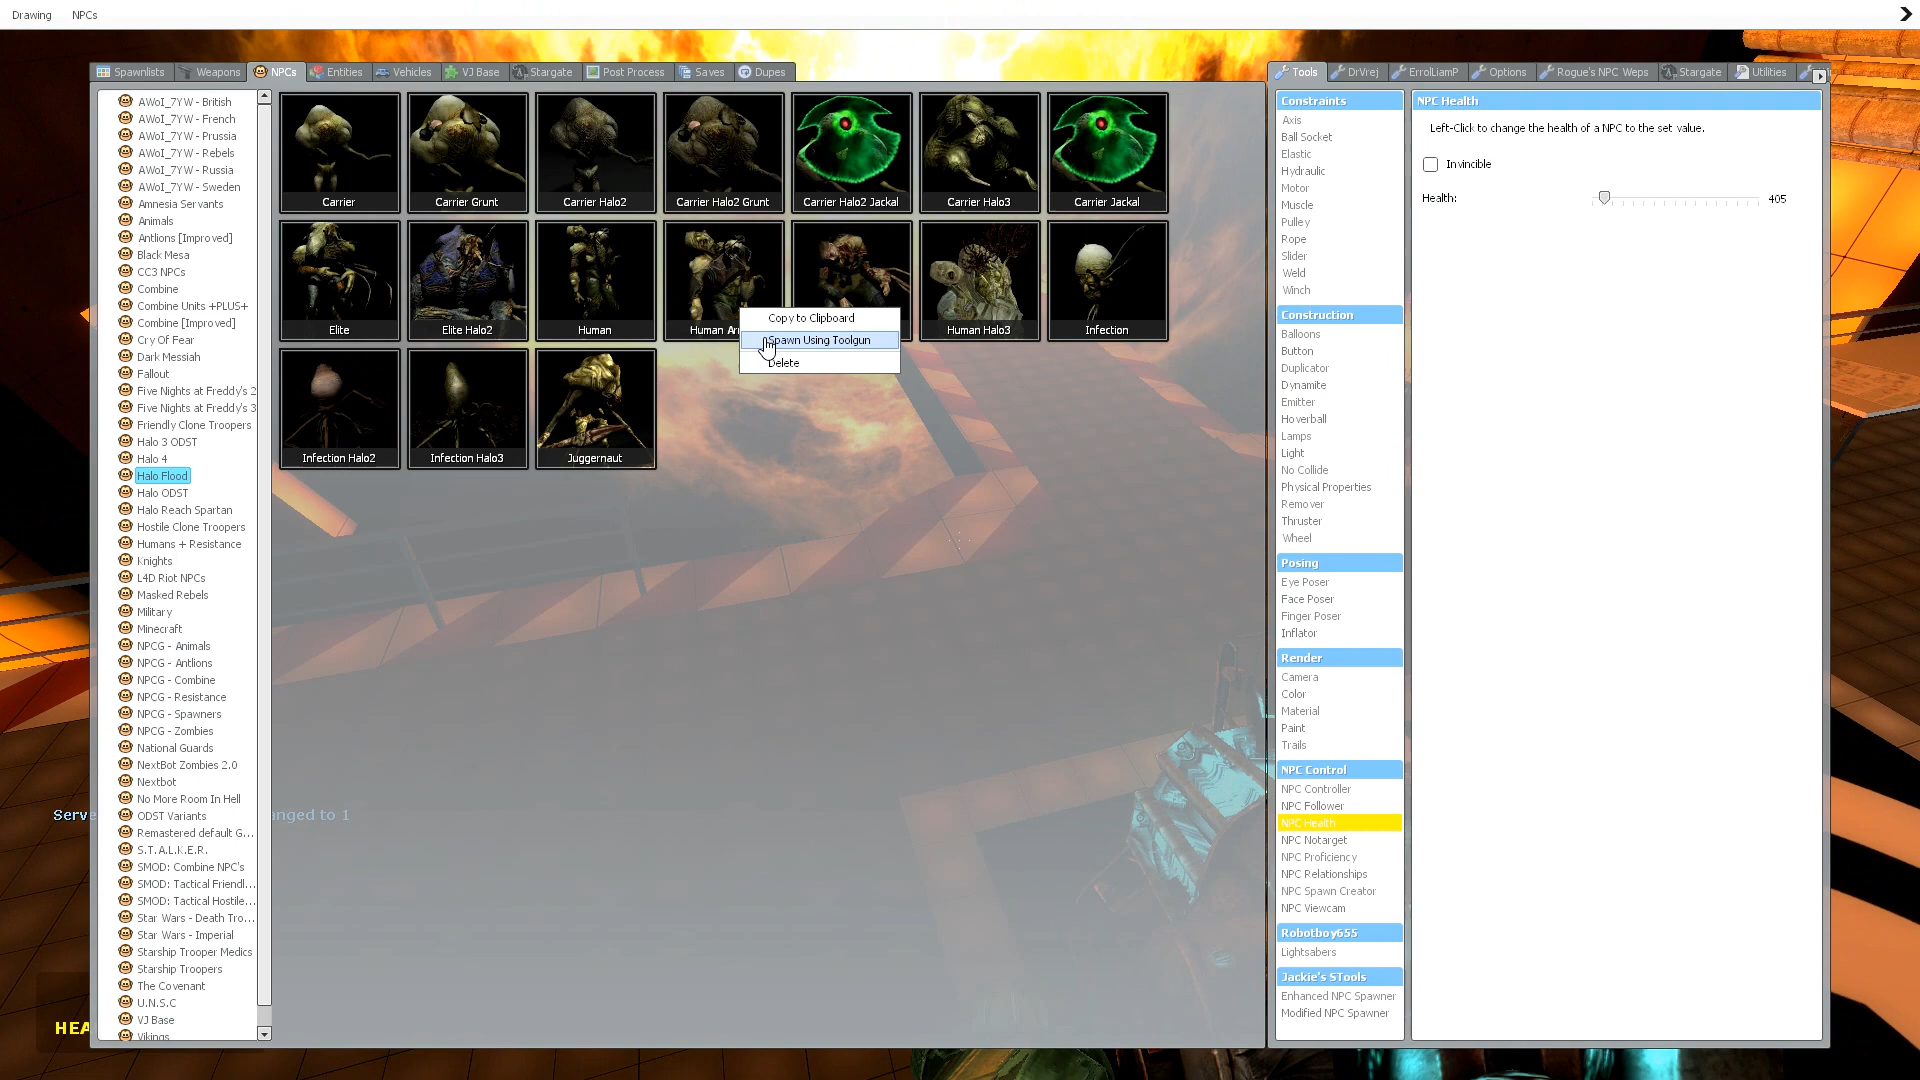 Drawing NPCs
Spawnlists Weapons NPCs Entities Vehicles VJ Base Stargate Post Process Saves Dupes
AWoI_7YW - British
AWoI_7YW - French
AWoI_7YW - Prussia
AWoI_7YW - Rebels
AWoI_7YW - Russia
AWoI_7YW - Sweden
Amnesia Servants
Animals
Antlions [Improved]
Black Mesa
CC3 NPCs
Combine
Combine Units +PLUS+
Combine [Improved]
Cry Of Fear
Dark Messiah
Fallout
Five Nights at Freddy's 2
Five Nights at Freddy's 3
Friendly Clone Troopers
Halo 3 ODST
Halo 4
Halo Flood
Halo ODST
Halo Reach Spartan
Hostile Clone Troopers
Humans + Resistance
Knights
L4D Riot NPCs
Masked Rebels
Military
Minecraft
NPCG - Animals
NPCG - Antlions
NPCG - Combine
NPCG - Resistance
NPCG - Spawners
NPCG - Zombies
National Guards
NextBot Zombies 2.0
Nextbot
No More Room In Hell
ODST Variants
Remastered default G...
S.T.A.L.K.E.R.
SMOD: Combine NPC's
SMOD: Tactical Friendl...
SMOD: Tactical Hostile...
Star Wars - Death Tro...
Star Wars - Imperial
Starship Trooper Medics
Starship Troopers
The Covenant
U.N.S.C
VJ Base
Vikings
Carrier Carrier Grunt Carrier Halo2 Carrier Halo2 Grunt Carrier Halo2 Jackal Carrier Halo3 Carrier Jackal
Elite Elite Halo2 Human Human Human Halo3 Infection
Infection Halo2 Infection Halo3 Juggernaut
Copy to Clipboard
Spawn Using Toolgun
Delete
Serve
anged to 1
HEA
Tools DrVrej ErrolLiamP Options Rogue's NPC Weps Stargate Utilities
Constraints
Axis
Ball Socket
Elastic
Hydraulic
Motor
Muscle
Pulley
Rope
Slider
Weld
Winch
Construction
Balloons
Button
Duplicator
Dynamite
Emitter
Hoverball
Lamps
Light
No Collide
Physical Properties
Remover
Thruster
Wheel
Posing
Eye Poser
Face Poser
Finger Poser
Inflator
Render
Camera
Color
Material
Paint
Trails
NPC Control
NPC Controller
NPC Follower
NPC Health
NPC Notarget
NPC Proficiency
NPC Relationships
NPC Spawn Creator
NPC Viewcam
Robotboy655
Lightsabers
Jackie's STools
Enhanced NPC Spawner
Modified NPC Spawner
NPC Health
Left-Click to change the health of a NPC to the set value.
Invincible
Health: 405